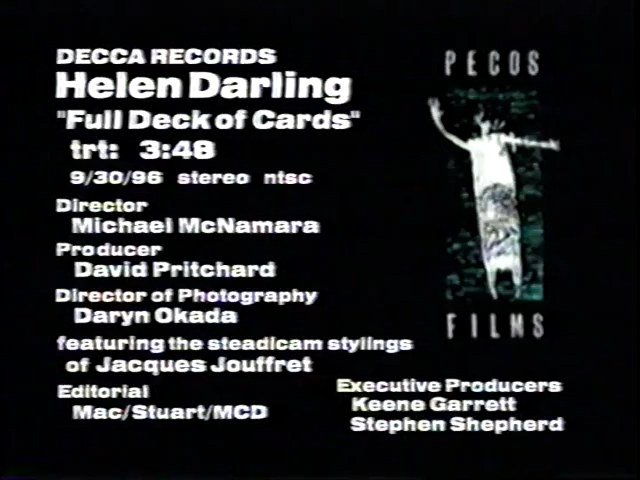 DECCA RECORDS
Helen Darling
"Full Deck of Cards"
trt: 3:48
9/30/96 stereo ntsc
Director
Michael McNamara
Producer
David Pritchard
Director of Photography
Daryn Okada
featuring the steadicam stylings
of Jacques Jouffret
Editorial
Mac/Stuart/MCD
PECOS
FILMS
Executive Producers
Keene Garrett
Stephen Shepherd